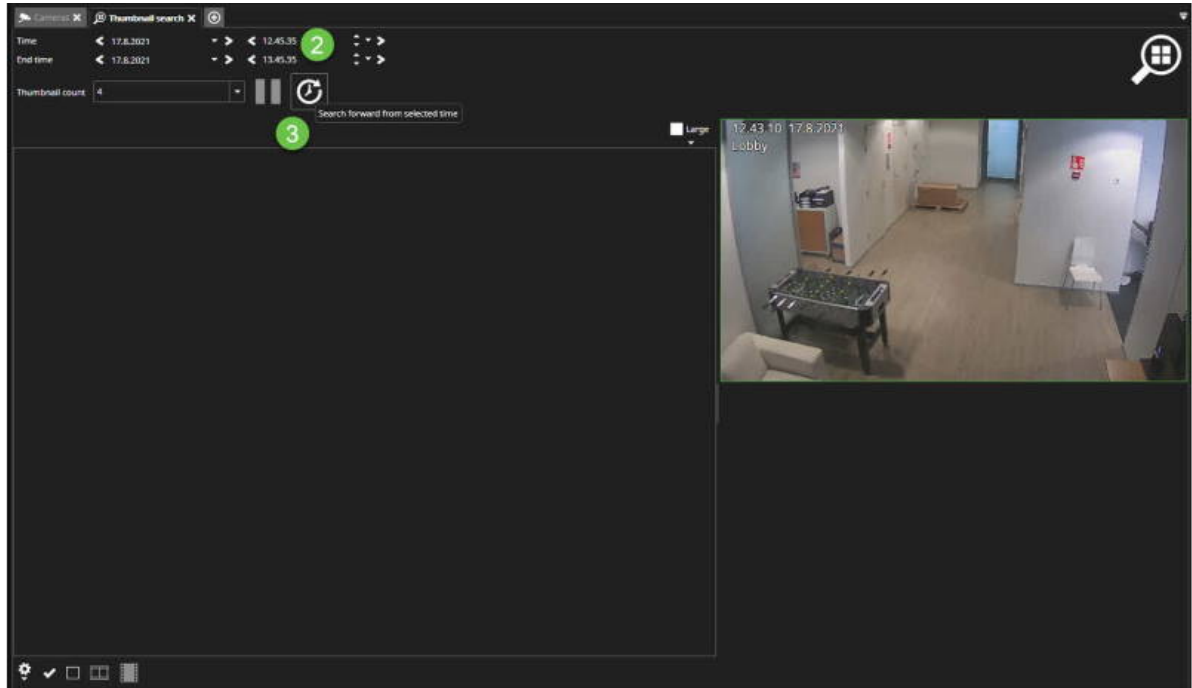 Cameras Thumbnail search
Time 17.8.2021 12.45.35 2
End time 17.8.2021 13.45.35
Thumbnail count 4
Search forward from selected time
3
Large
12.43.10 17.8.2021
Lobby